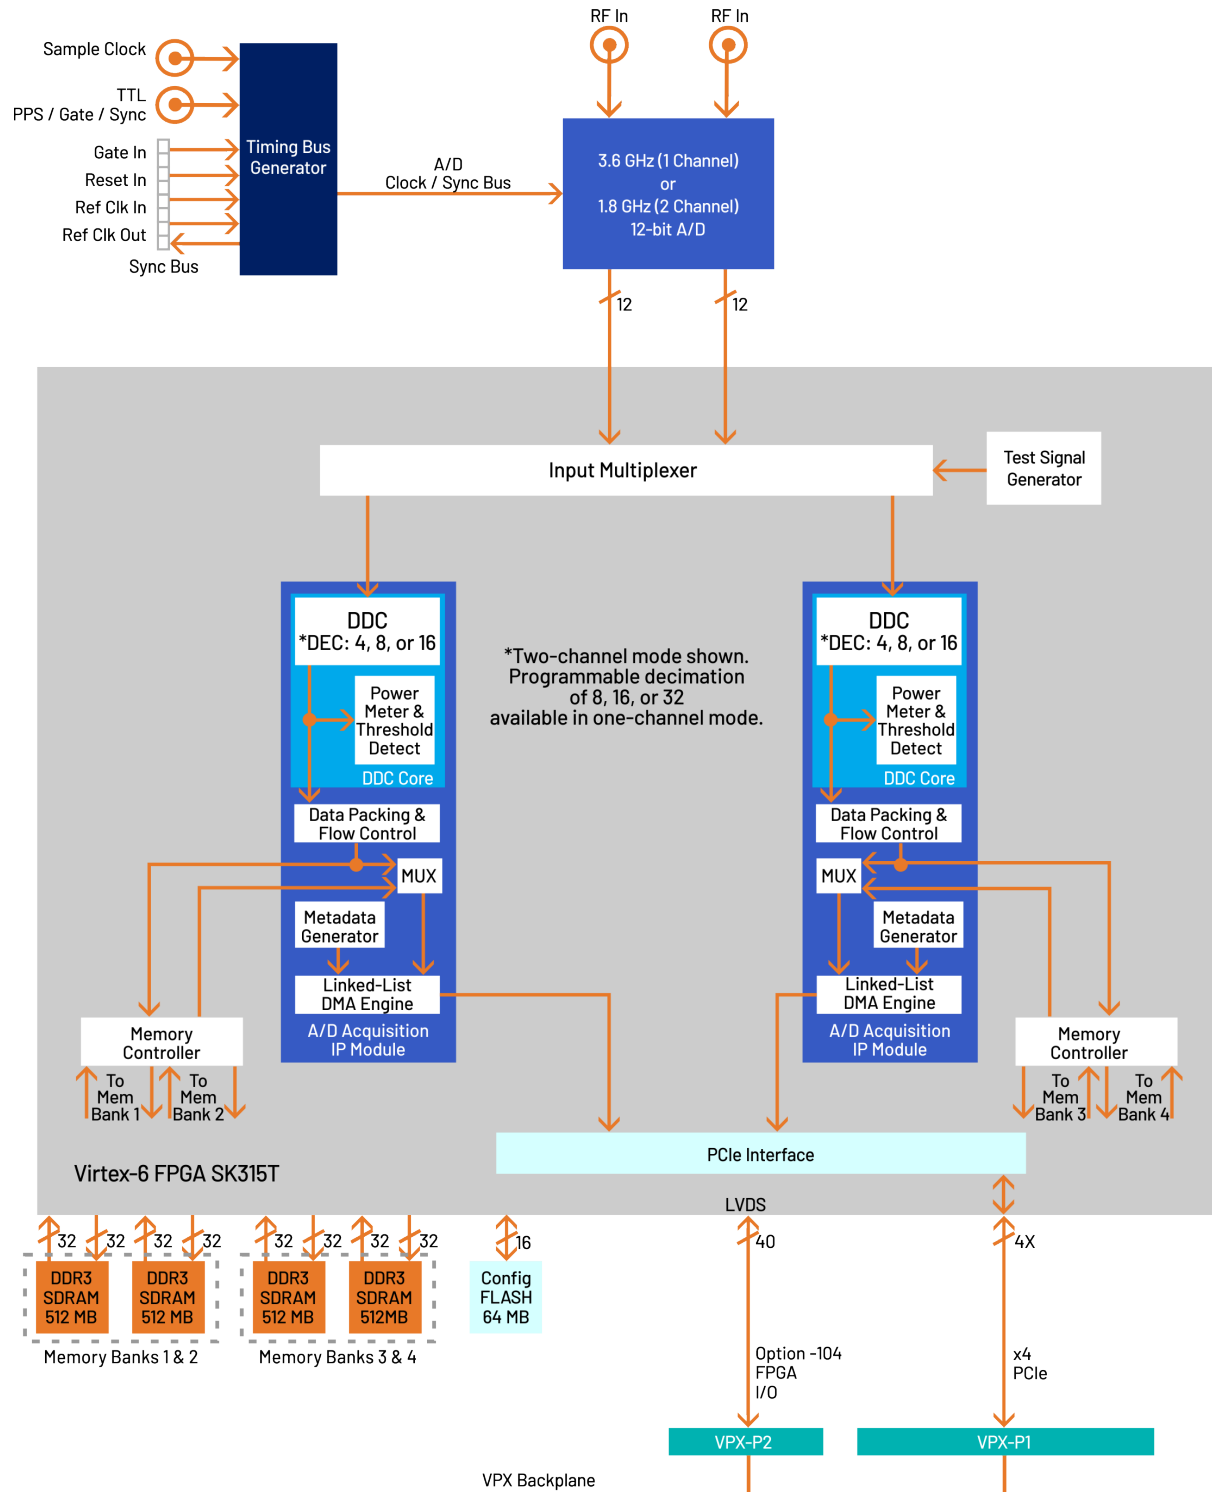 RF In
RF In
Sample Clock
TTL
PPS / Gate / Sync
Gate In
Reset In
Ref Clk In
Ref Clk Out
Sync Bus
Timing Bus
Generator
A/D
Clock / Sync Bus
3.6 GHz (1 Channel)
or
1.8 GHz (2 Channel)
12-bit A/D
12
12
Input Multiplexer
Test Signal
Generator
DDC
*DEC: 4, 8, or 16
Power
Meter &
Threshold
Detect
DDC Core
Data Packing &
Flow Control
MUX
Metadata
Generator
Linked-List
DMA Engine
A/D Acquisition
IP Module
*Two-channel mode shown.
Programmable decimation
of 8, 16, or 32
available in one-channel mode.
DDC
*DEC: 4, 8, or 16
Power
Meter &
Threshold
Detect
DDC Core
Data Packing &
Flow Control
MUX
Metadata
Generator
Linked-List
DMA Engine
A/D Acquisition
IP Module
Memory
Controller
To
Mem
Bank 1
To
Mem
Bank 2
Memory
Controller
To
Mem
Bank 3
To
Mem
Bank 4
PCIe Interface
Virtex-6 FPGA SK315T
LVDS
32
32
32
32
32
32
32
32
16
40
4X
DDR3
SDRAM
512 MB
DDR3
SDRAM
512 MB
DDR3
SDRAM
512 MB
DDR3
SDRAM
512MB
Config
FLASH
64 MB
Memory Banks 1 & 2
Memory Banks 3 & 4
Option -104
FPGA
I/O
x4
PCIe
VPX-P2
VPX-P1
VPX Backplane